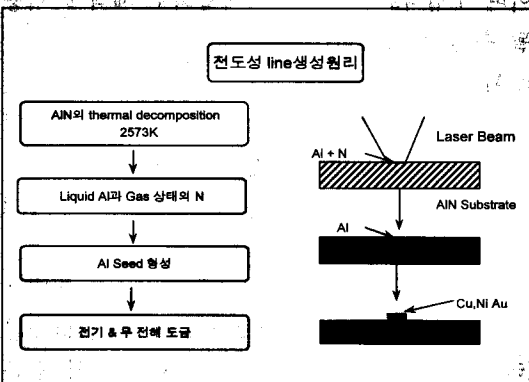 전도성 line생성원리
AlN의 thermal decomposition
2573K
Liquid Al과 Gas 상태의 N
Al Seed 형성
전기 & 무 전해 도금
Laser Beam
Al + N
AlN Substrate
Al
Cu,Ni Au